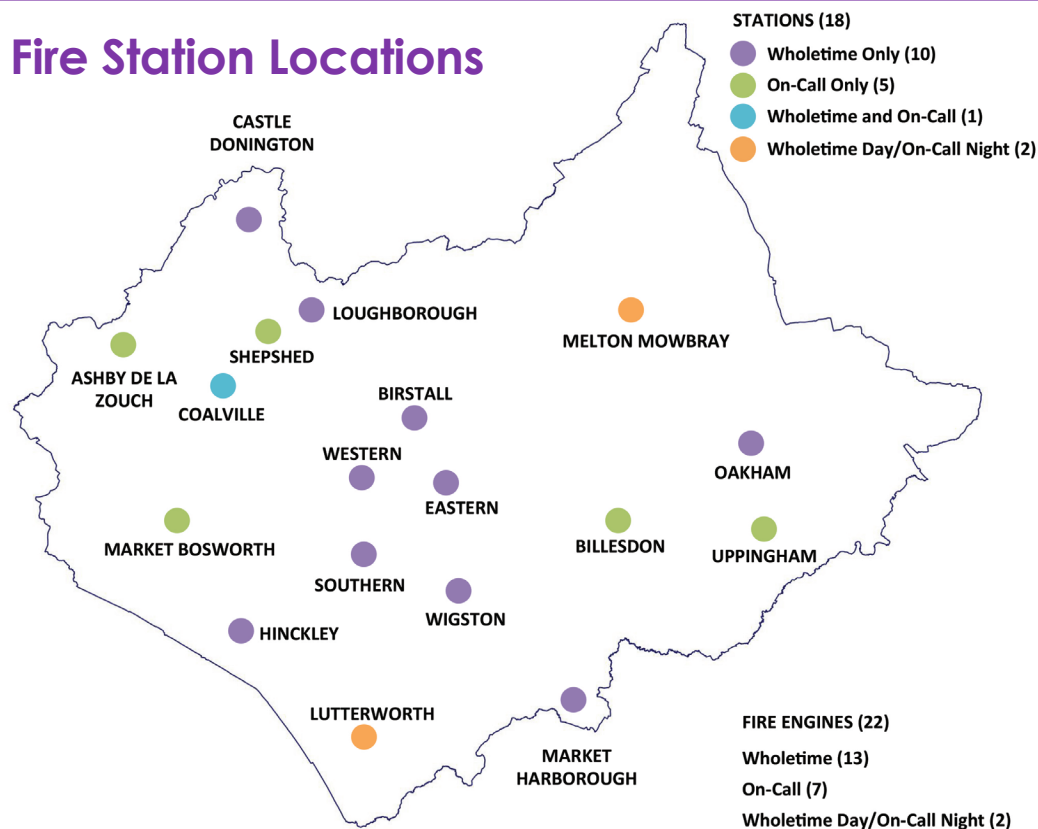 Fire Station Locations
STATIONS (18)
Wholetime Only (10)
On-Call Only (5)
Wholetime and On-Call (1)
Wholetime Day/On-Call Night (2)
CASTLE
DONINGTON
LOUGHBOROUGH
SHEPSHED
MELTON MOWBRAY
ASHBY DE LA
ZOUCH
COALVILLE
BIRSTALL
WESTERN
OAKHAM
EASTERN
MARKET BOSWORTH
BILLESDON
UPPINGHAM
SOUTHERN
WIGSTON
HINCKLEY
LUTTERWORTH
MARKET
HARBOROUGH
FIRE ENGINES (22)
Wholetime (13)
On-Call (7)
Wholetime Day/On-Call Night (2)